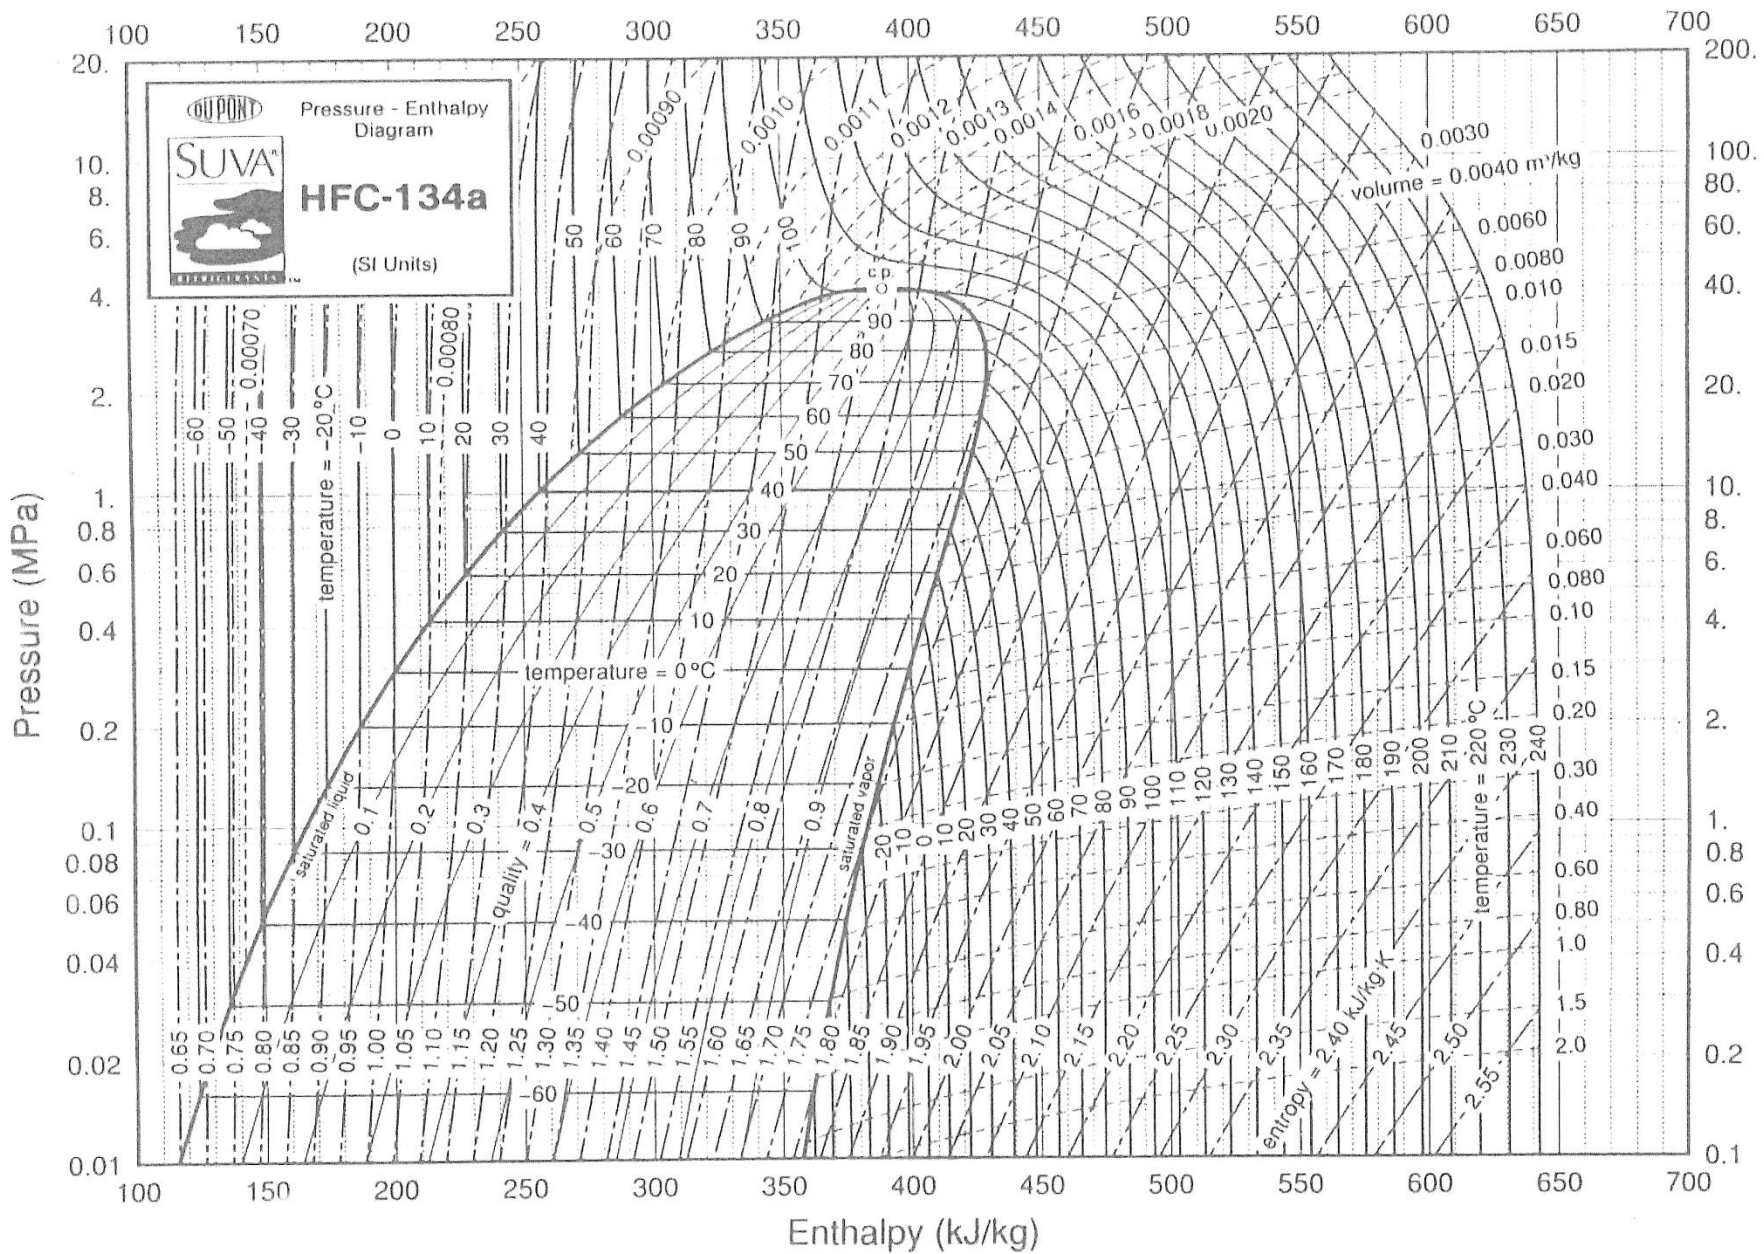 100 150 200 250 300 350 400 450 500 550 600 650 700
20. 200.
DU PONT
Pressure - Enthalpy
Diagram
SUVA
HFC-134a
(SI Units)
REFRIGERANTS ™
10. 100.
8. 80.
6. 60.
4. 40.
2. 20.
1. 10.
0.8 8.
0.6 6.
0.4 4.
0.2 2.
0.1 1.
0.08 0.8
0.06 0.6
0.04 0.4
0.02 0.2
0.01 0.1
Pressure (MPa)
0.00090 0.0010 0.0011 0.0012 0.0013 0.0014 0.0016 0.0018 0.0020 0.0030
volume = 0.0040 m³/kg
0.0060
0.0080
0.010
0.015
0.020
0.030
0.040
0.060
0.080
0.10
0.15
0.20
0.30
0.40
0.60
0.80
1.0
1.5
2.0
50 60 70 80 90 100
c.p.
0.00070 0.00080
-60 -50 -40 -30 temperature = -20°C -10 0 10 20 30 40
90
80
70
60
50
40
30
20
10
temperature = 0°C
-10
-20
-30
-40
-50
-60
saturated liquid
0.1 0.2 0.3 quality = 0.4 0.5 0.6 0.7 0.8 0.9
saturated vapor
-20 -10 0 10 20 30 40 50 60 70 80 90 100 110 120 130 140 150 160 170 180 190 200 210 temperature = 220°C 230 240
0.65 0.70 0.75 0.80 0.85 0.90 0.95 1.00 1.05 1.10 1.15 1.20 1.25 1.30 1.35 1.40 1.45 1.50 1.55 1.60 1.65 1.70 1.75 1.80 1.85 1.90 1.95 2.00 2.05 2.10 2.15 2.20 2.25 2.30 2.35 entropy = 2.40 kJ/kg K 2.45 2.50 2.55
100 150 200 250 300 350 400 450 500 550 600 650 700
Enthalpy (kJ/kg)